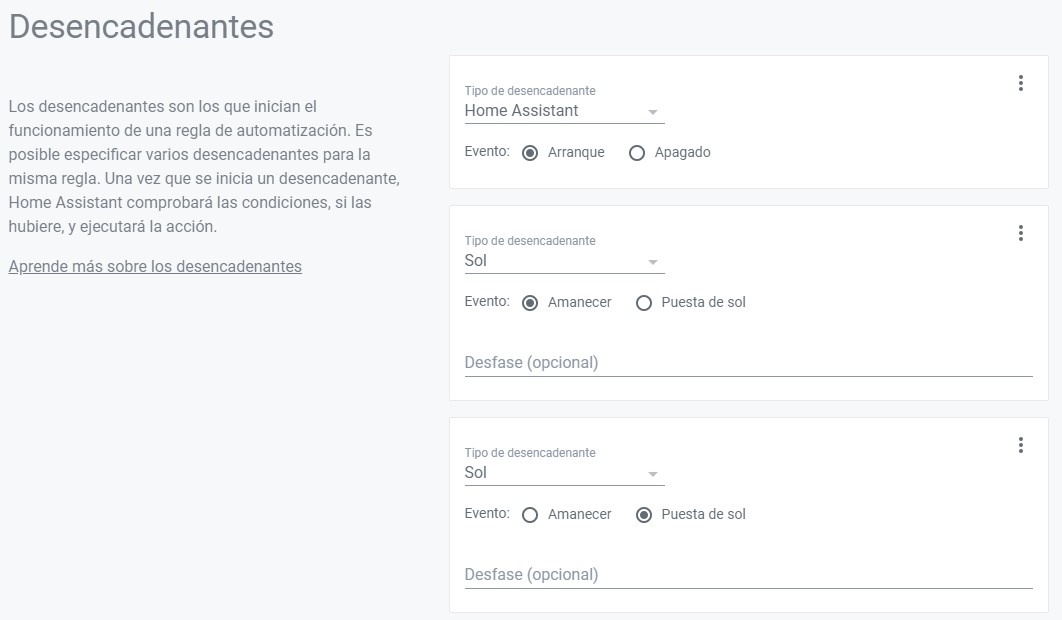 Desencadenantes
Los desencadenantes son los que inician el
funcionamiento de una regla de automatización. Es
posible especificar varios desencadenantes para la
misma regla. Una vez que se inicia un desencadenante,
Home Assistant comprobará las condiciones, si las
hubiere, y ejecutará la acción.
Aprende más sobre los desencadenantes
Tipo de desencadenante
Home Assistant
Evento: Arranque Apagado
Tipo de desencadenante
Sol
Evento: Amanecer Puesta de sol
Desfase (opcional)
Tipo de desencadenante
Sol
Evento: Amanecer Puesta de sol
Desfase (opcional)